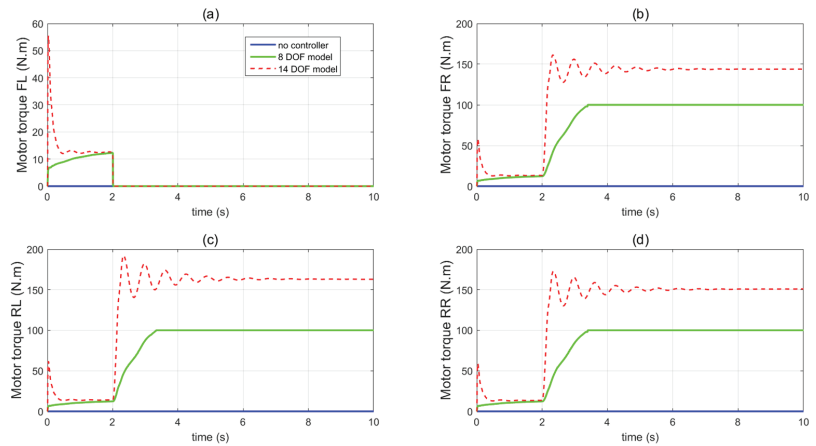 (a)
60
50
40
30
20
10
0
Motor torque FL (N.m)
no controller
8 DOF model
14 DOF model
0 2 4 6 8 10
time (s)
(b)
200
150
100
50
0
Motor torque FR (N.m)
0 2 4 6 8 10
time (s)
(c)
200
150
100
50
0
Motor torque RL (N.m)
0 2 4 6 8 10
time (s)
(d)
200
150
100
50
0
Motor torque RR (N.m)
0 2 4 6 8 10
time (s)